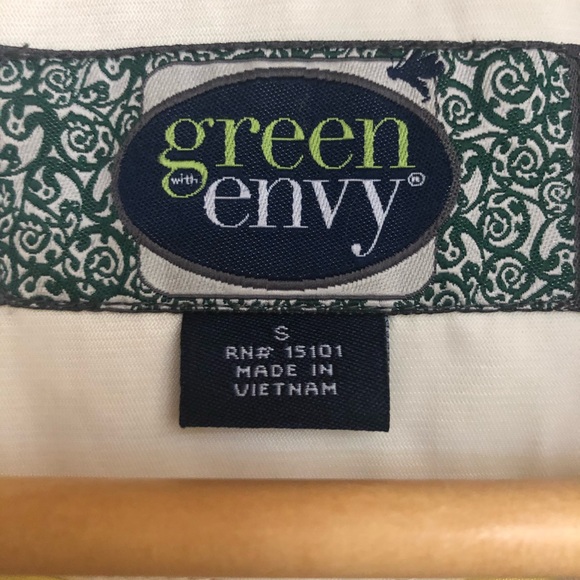 green
with envy®
S
RN# 15101
MADE IN
VIETNAM